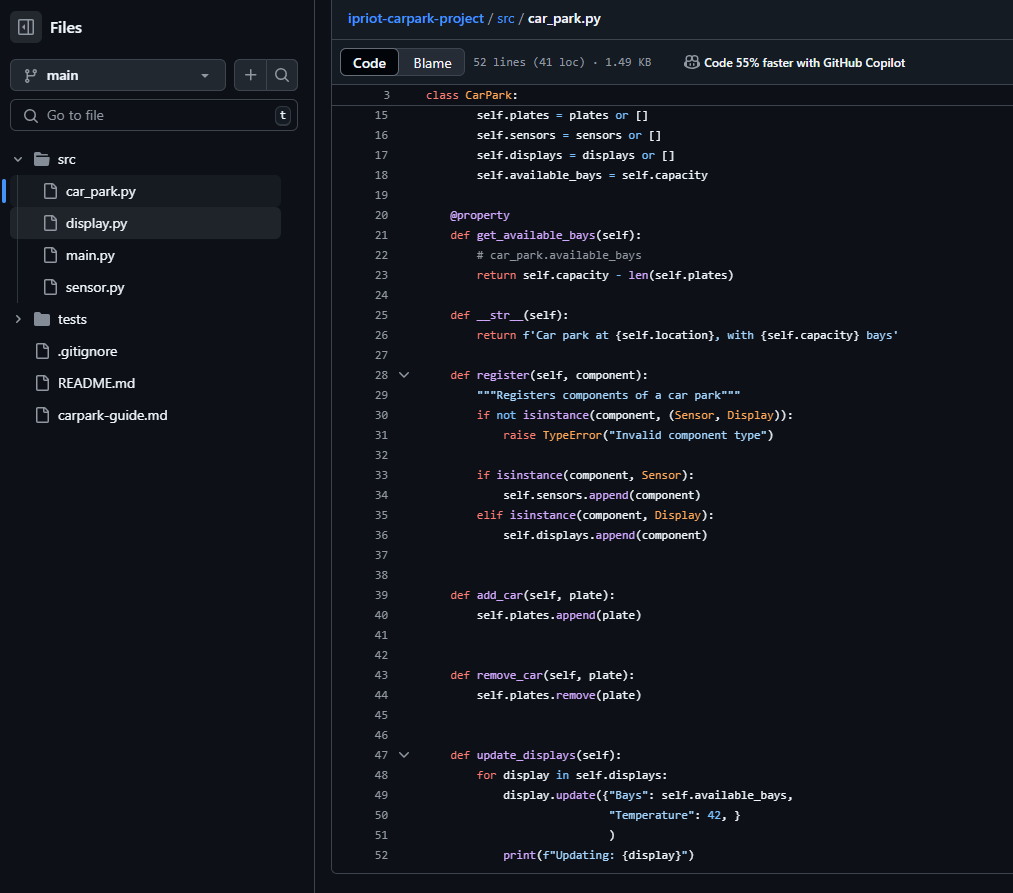 Files
main
Go to file
t
src
car_park.py
display.py
main.py
sensor.py
tests
.gitignore
README.md
carpark-guide.md
ipriot-carpark-project / src / car_park.py
Code Blame 52 lines (41 loc) · 1.49 KB Code 55% faster with GitHub Copilot
3 class CarPark:
15 self.plates = plates or []
16 self.sensors = sensors or []
17 self.displays = displays or []
18 self.available_bays = self.capacity
19
20 @property
21 def get_available_bays(self):
22 # car_park.available_bays
23 return self.capacity - len(self.plates)
24
25 def __str__(self):
26 return f'Car park at {self.location}, with {self.capacity} bays'
27
28 def register(self, component):
29 """Registers components of a car park"""
30 if not isinstance(component, (Sensor, Display)):
31 raise TypeError("Invalid component type")
32
33 if isinstance(component, Sensor):
34 self.sensors.append(component)
35 elif isinstance(component, Display):
36 self.displays.append(component)
37
38
39 def add_car(self, plate):
40 self.plates.append(plate)
41
42
43 def remove_car(self, plate):
44 self.plates.remove(plate)
45
46
47 def update_displays(self):
48 for display in self.displays:
49 display.update({"Bays": self.available_bays,
50 "Temperature": 42, }
51 )
52 print(f"Updating: {display}")